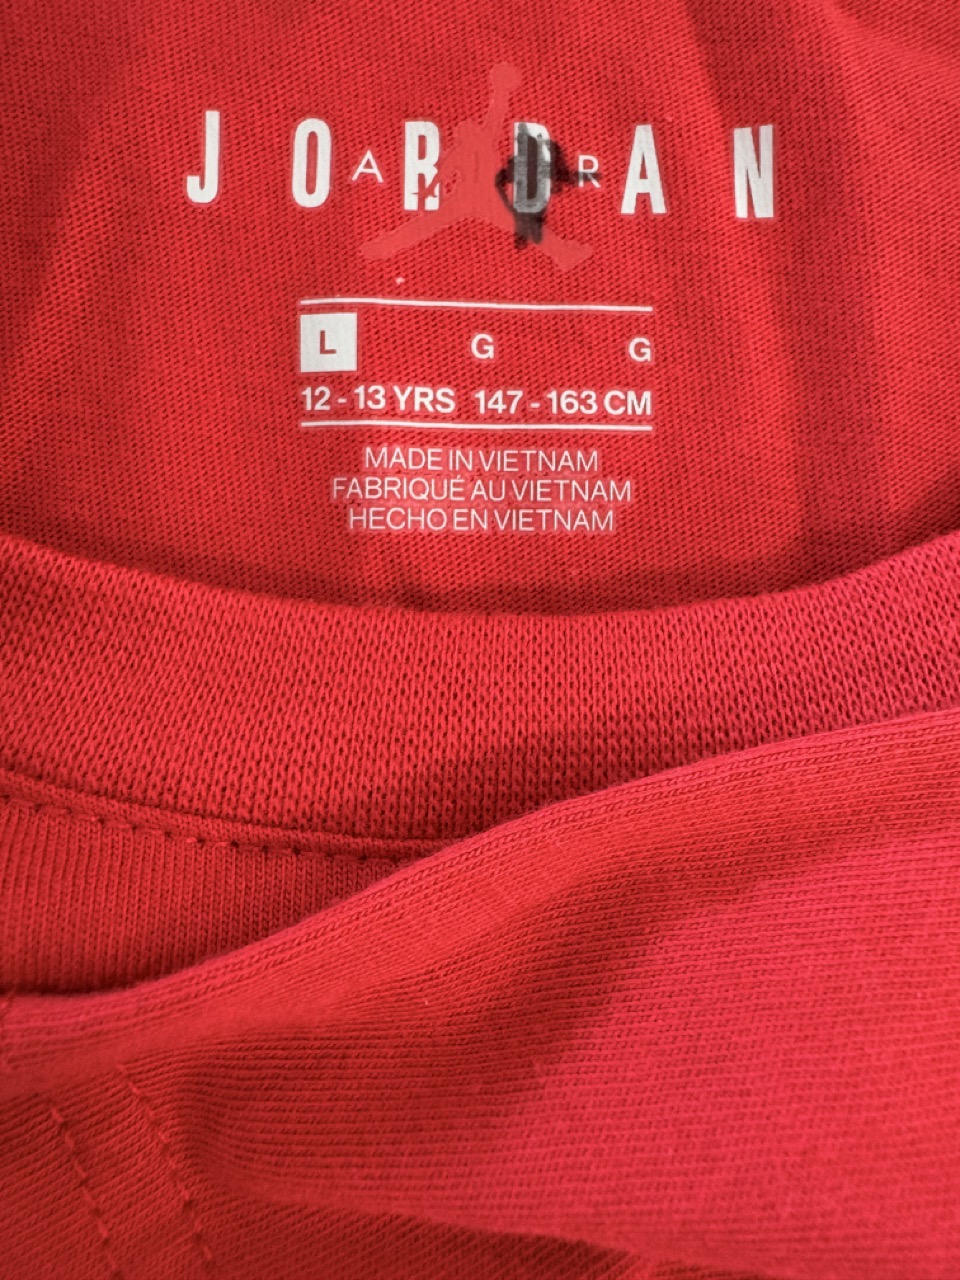 JORDAN
AIR
L G G
12 - 13 YRS 147 - 163 CM
MADE IN VIETNAM
FABRIQUÉ AU VIETNAM
HECHO EN VIETNAM